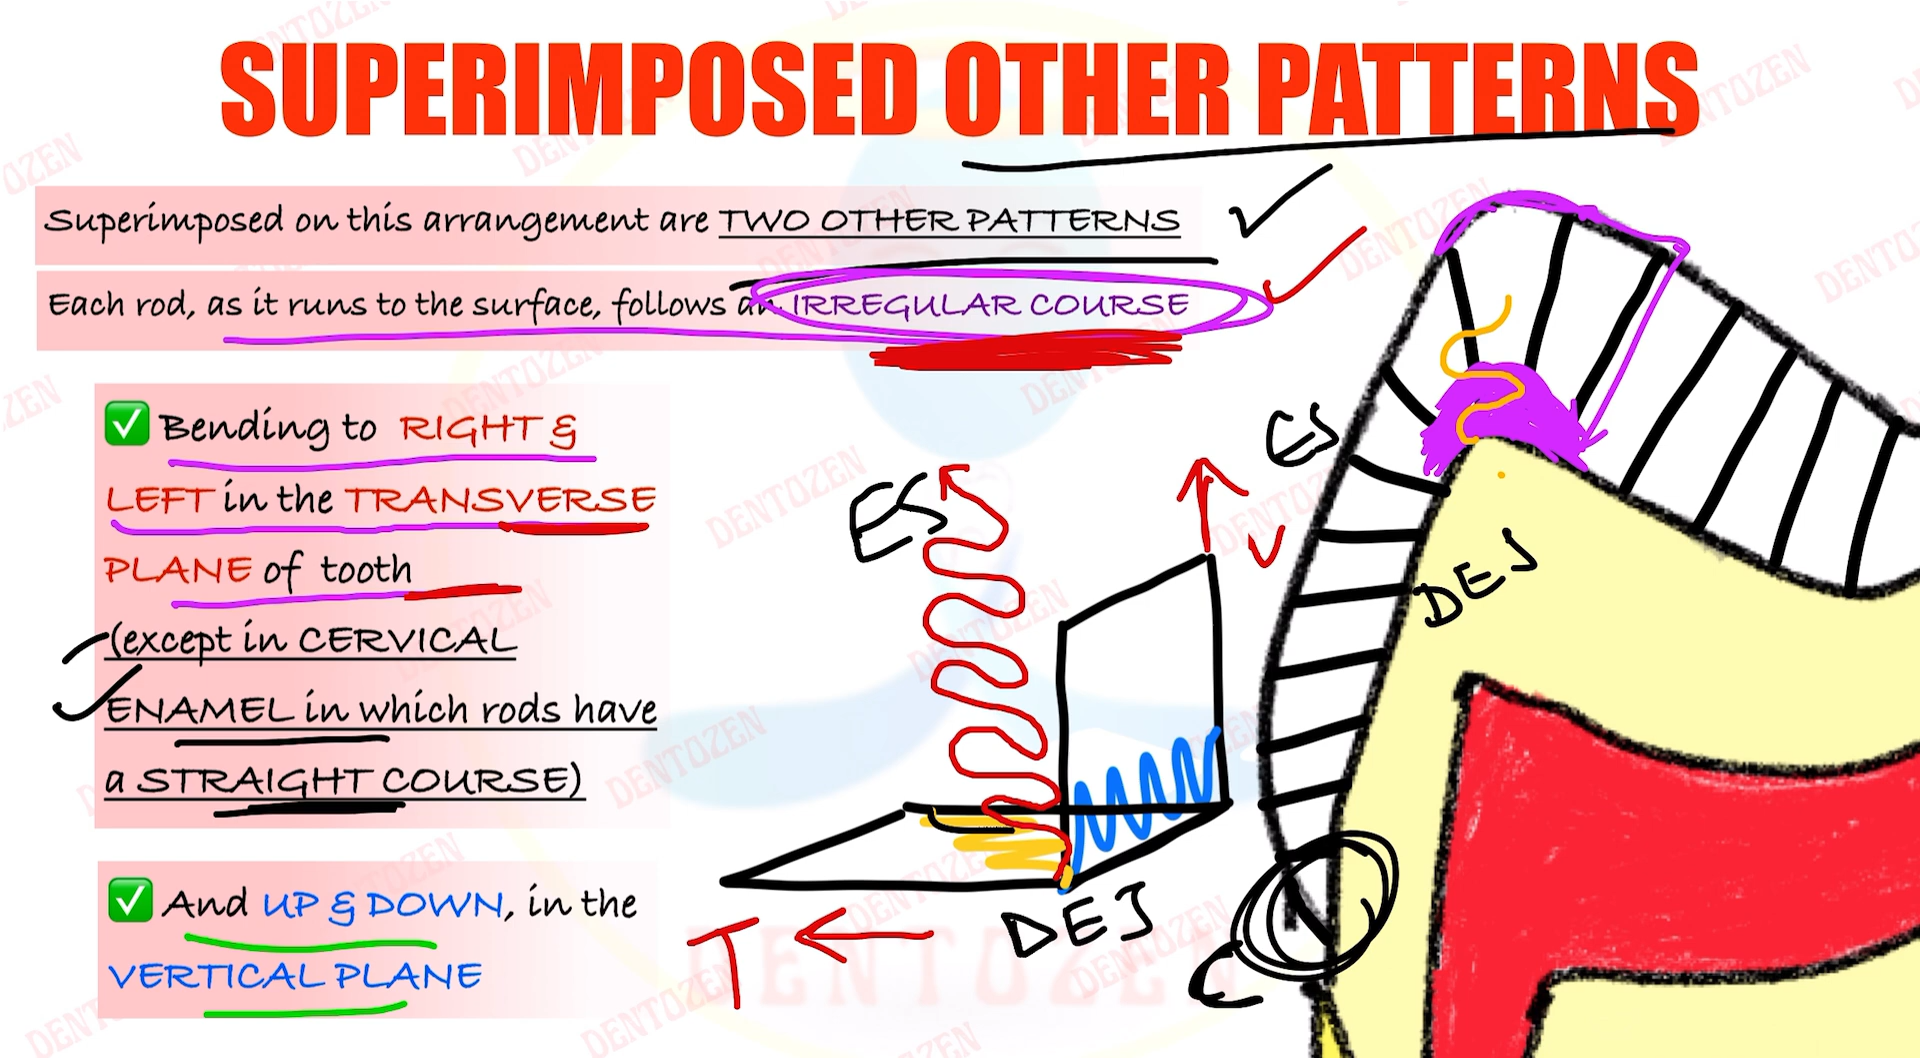 SUPERIMPOSED OTHER PATTERNS
Superimposed on this arrangement are TWO OTHER PATTERNS
Each rod, as it runs to the surface, follows an IRREGULAR COURSE
✅ Bending to RIGHT &
LEFT in the TRANSVERSE
PLANE of tooth
(except in CERVICAL
ENAMEL in which rods have
a STRAIGHT COURSE)
✅ And UP & DOWN, in the
VERTICAL PLANE
ES
ES
V
DEJ
DEJ
T
C
DENTOZEN